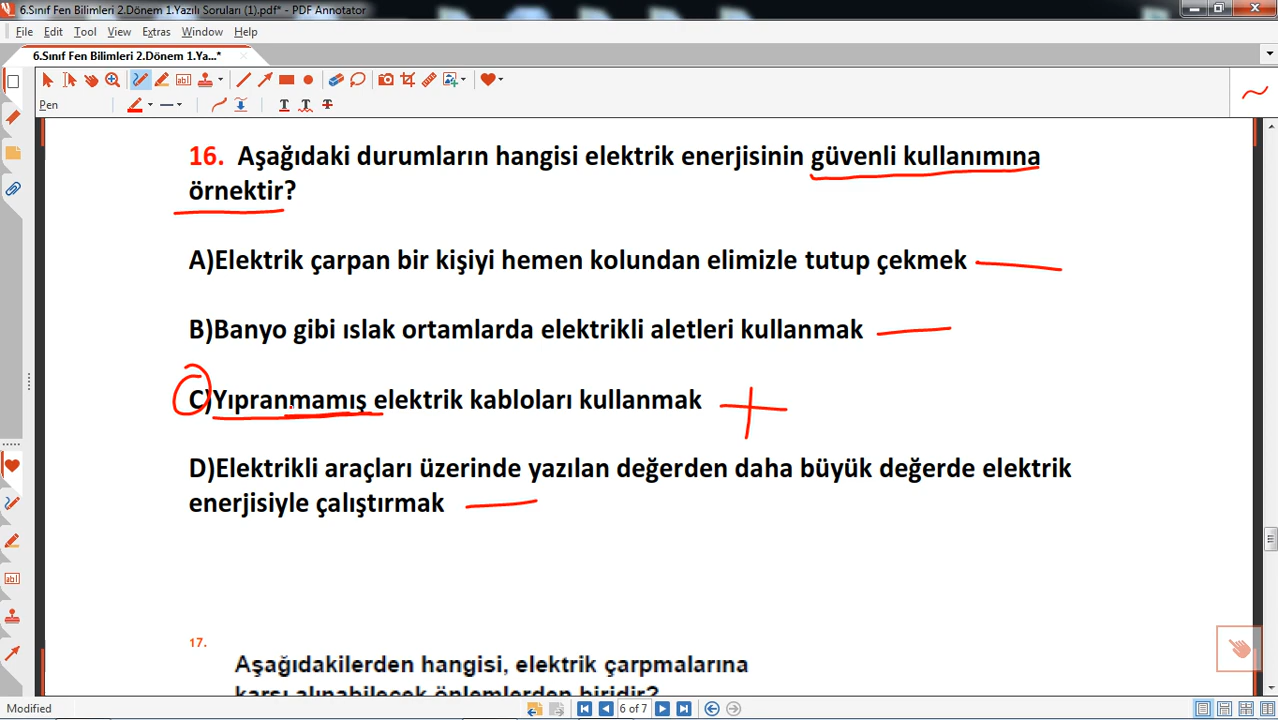 6.Sınıf Fen Bilimleri 2.Dönem 1.Yazılı Soruları (1).pdf* - PDF Annotator
File Edit Tool View Extras Window Help
6.Sınıf Fen Bilimleri 2.Dönem 1.Ya...*
Pen
16. Aşağıdaki durumların hangisi elektrik enerjisinin güvenli kullanımına
örnektir?
A)Elektrik çarpan bir kişiyi hemen kolundan elimizle tutup çekmek
B)Banyo gibi ıslak ortamlarda elektrikli aletleri kullanmak
C)Yıpranmamış elektrik kabloları kullanmak
D)Elektrikli araçları üzerinde yazılan değerden daha büyük değerde elektrik
enerjisiyle çalıştırmak
17.
Aşağıdakilerden hangisi, elektrik çarpmalarına
karşı alınabilecek önlemlerden biridir?
Modified
6 of 7